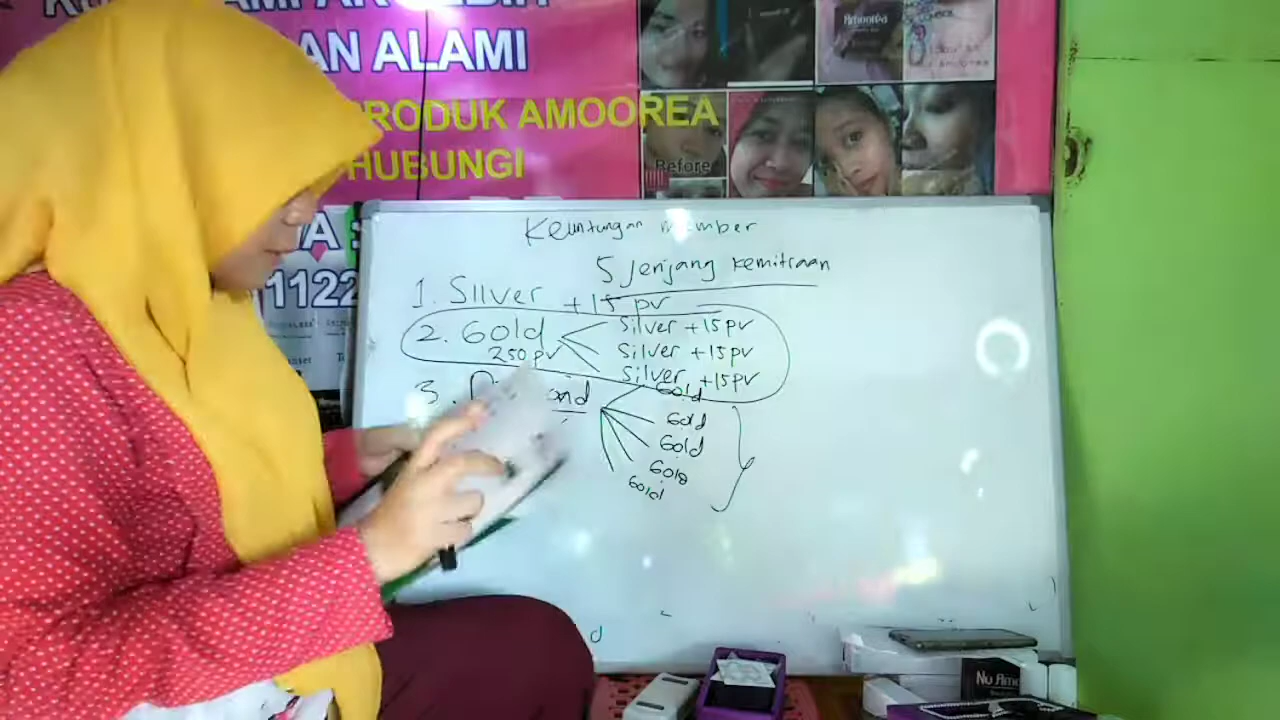 AN ALAMI
RODUK AMOOREA
HUBUNGI
Before
Amoorea
A :
1122
Keuntungan member
5 Jenjang kemitraan
1. Silver +15 pv
2. Gold
250 pv
Silver +15pv
Silver +15pv
Silver +15pv
3.
Gold
Gold
Gold
Gold
Gold